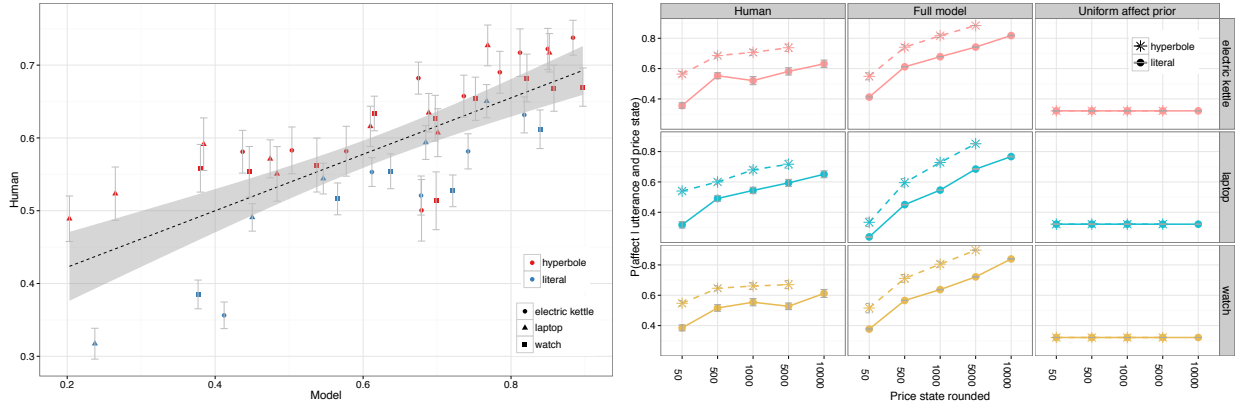 0.7
0.6
0.5
0.4
0.3
Human
0.2
0.4
0.6
0.8
Model
hyperbole
literal
electric kettle
laptop
watch
Human
Full model
Uniform affect prior
P(affect | utterance and price state)
0.8
0.6
0.4
electric kettle
hyperbole
literal
0.8
0.6
0.4
laptop
0.8
0.6
0.4
watch
50
500
1000
5000
10000
50
500
1000
5000
10000
50
500
1000
5000
10000
Price state rounded